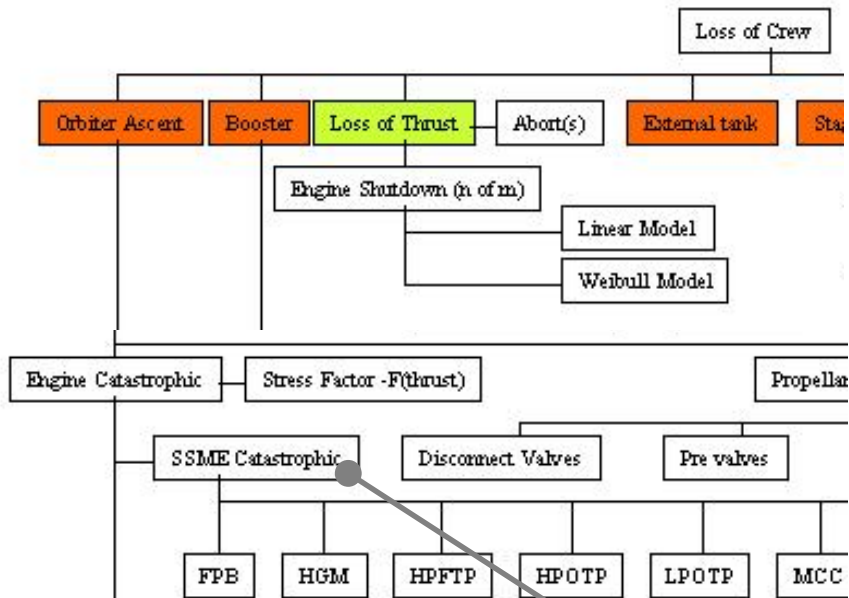 Loss of Crew
Orbiter Ascent
Booster
Loss of Thrust
Abort(s)
External tank
Engine Shutdown (n of m)
Linear Model
Weibull Model
Engine Catastrophic
Stress Factor -F(thrust)
SSME Catastrophic
Disconnect Valves
Pre valves
FPB
HGM
HPFTP
HPOTP
LPOTP
MCC